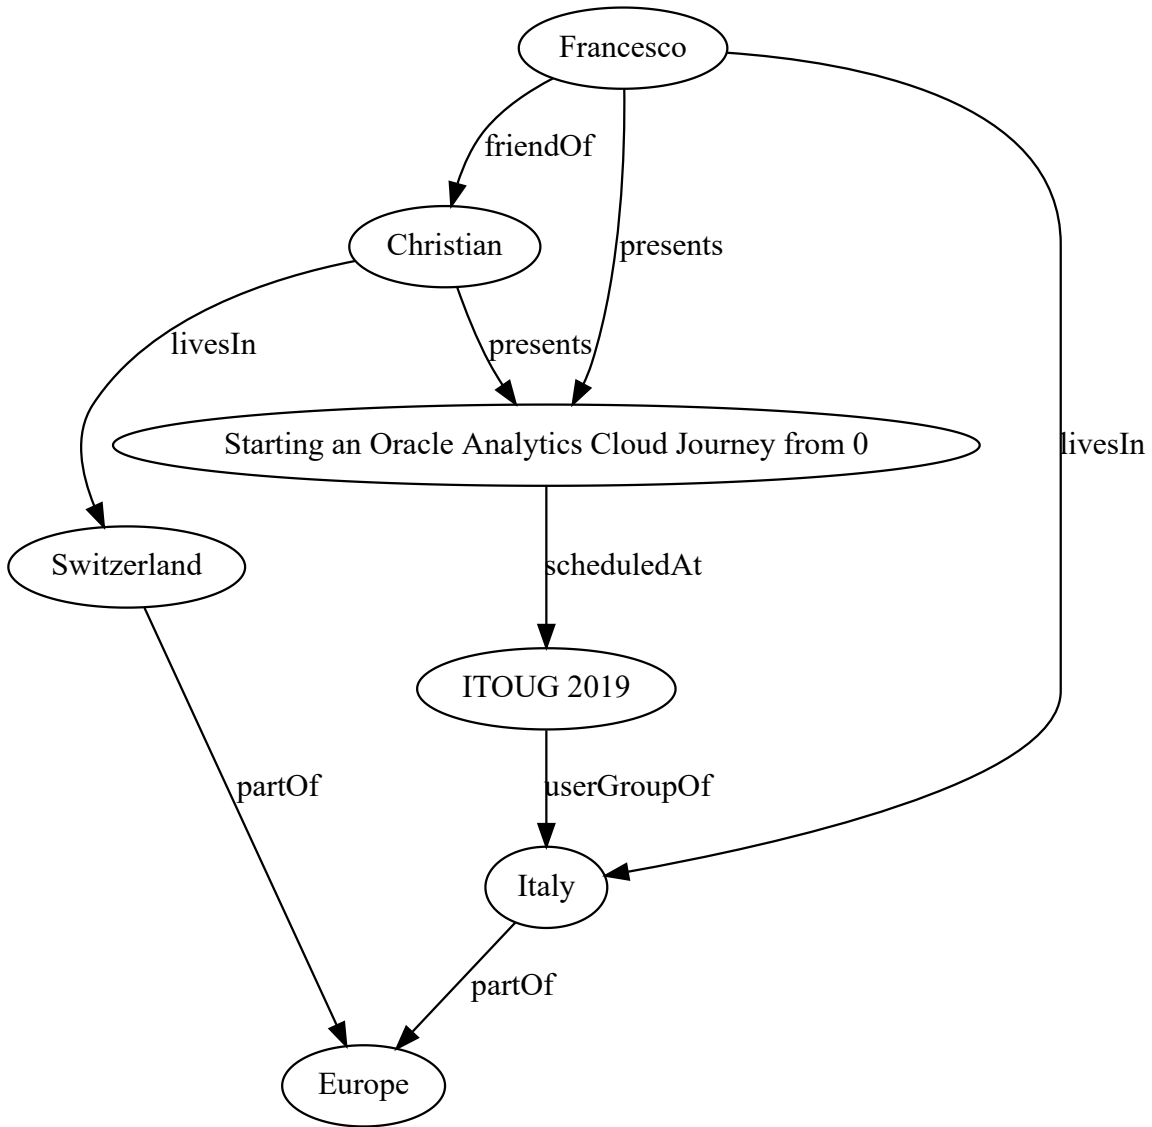 Francesco
friendOf
Christian
presents
livesIn
presents
Starting an Oracle Analytics Cloud Journey from 0
livesIn
Switzerland
scheduledAt
ITOUG 2019
partOf
userGroupOf
Italy
partOf
Europe